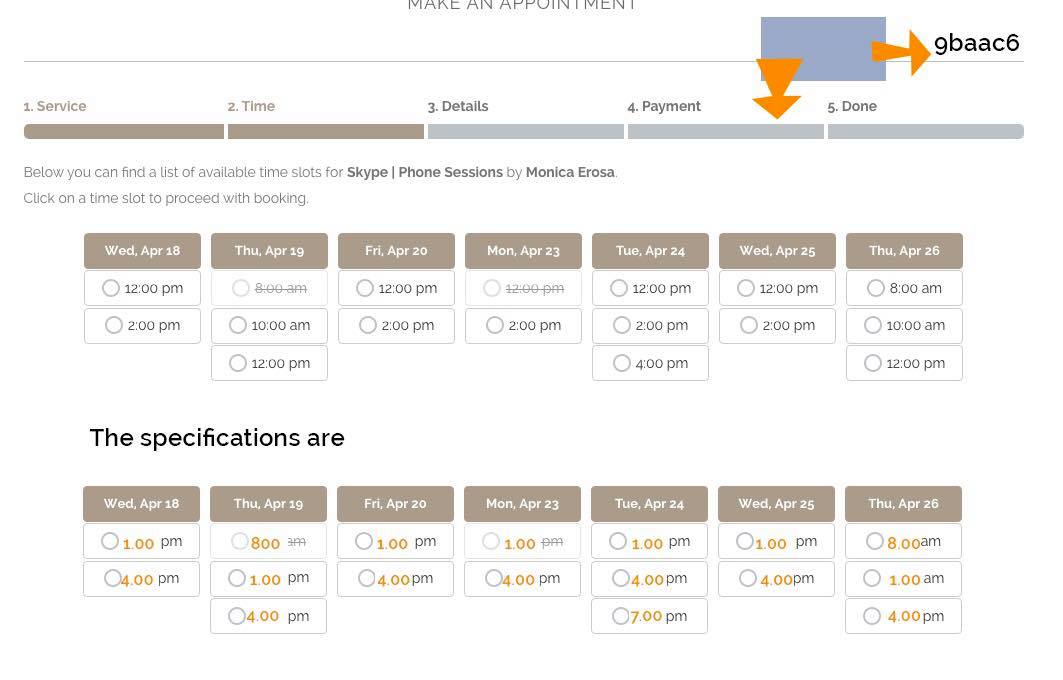 MAKE AN APPOINTMENT
9baac6
1. Service 2. Time 3. Details 4. Payment 5. Done
Below you can find a list of available time slots for Skype | Phone Sessions by Monica Erosa.
Click on a time slot to proceed with booking.
Wed, Apr 18 Thu, Apr 19 Fri, Apr 20 Mon, Apr 23 Tue, Apr 24 Wed, Apr 25 Thu, Apr 26
12:00 pm 8:00 am 12:00 pm 12:00 pm 12:00 pm 12:00 pm 8:00 am
2:00 pm 10:00 am 2:00 pm 2:00 pm 2:00 pm 2:00 pm 10:00 am
12:00 pm 4:00 pm 12:00 pm
The specifications are
Wed, Apr 18 Thu, Apr 19 Fri, Apr 20 Mon, Apr 23 Tue, Apr 24 Wed, Apr 25 Thu, Apr 26
1.00 pm 800 am 1.00 pm 1.00 pm 1.00 pm 1.00 pm 8.00am
4.00 pm 1.00 pm 4.00pm 4.00 pm 4.00pm 4.00pm 1.00 am
4.00 pm 7.00 pm 4.00pm